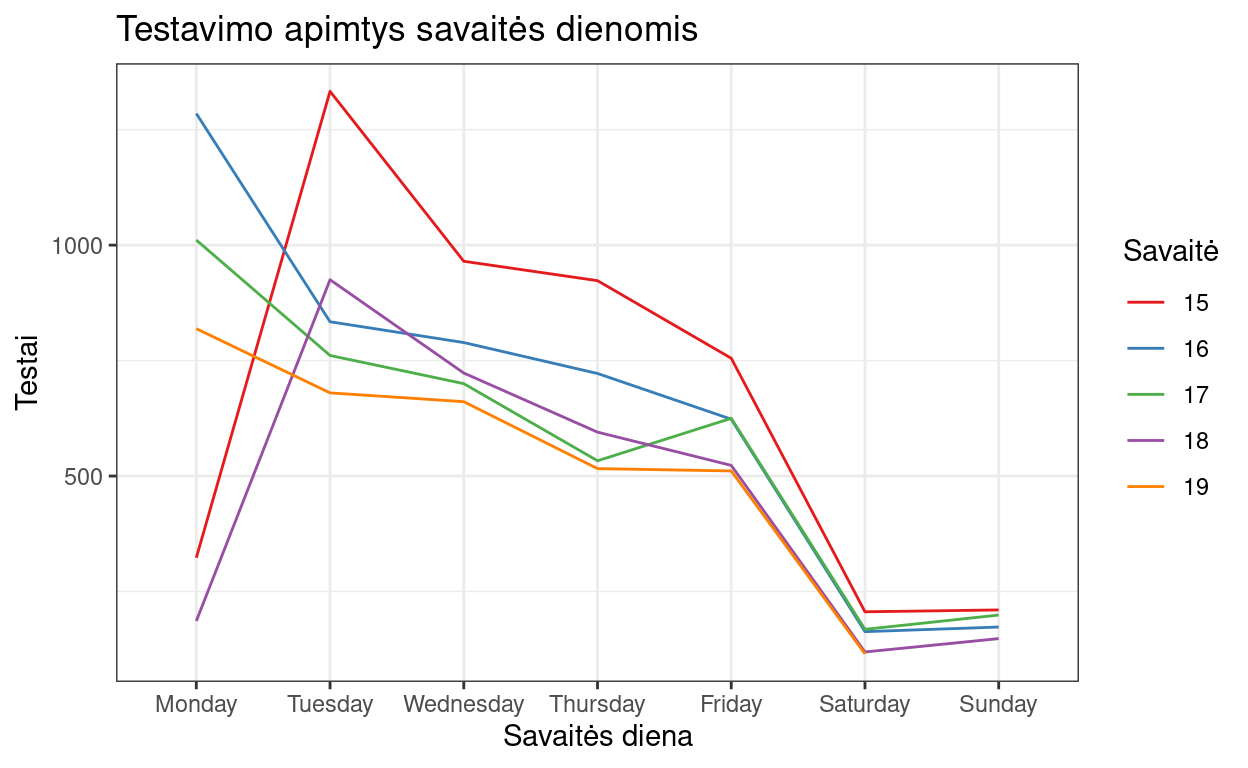 Testavimo apimtys savaitės dienomis
Testai
1000
500
Monday Tuesday Wednesday Thursday Friday Saturday Sunday
Savaitės diena
Savaitė
15
16
17
18
19